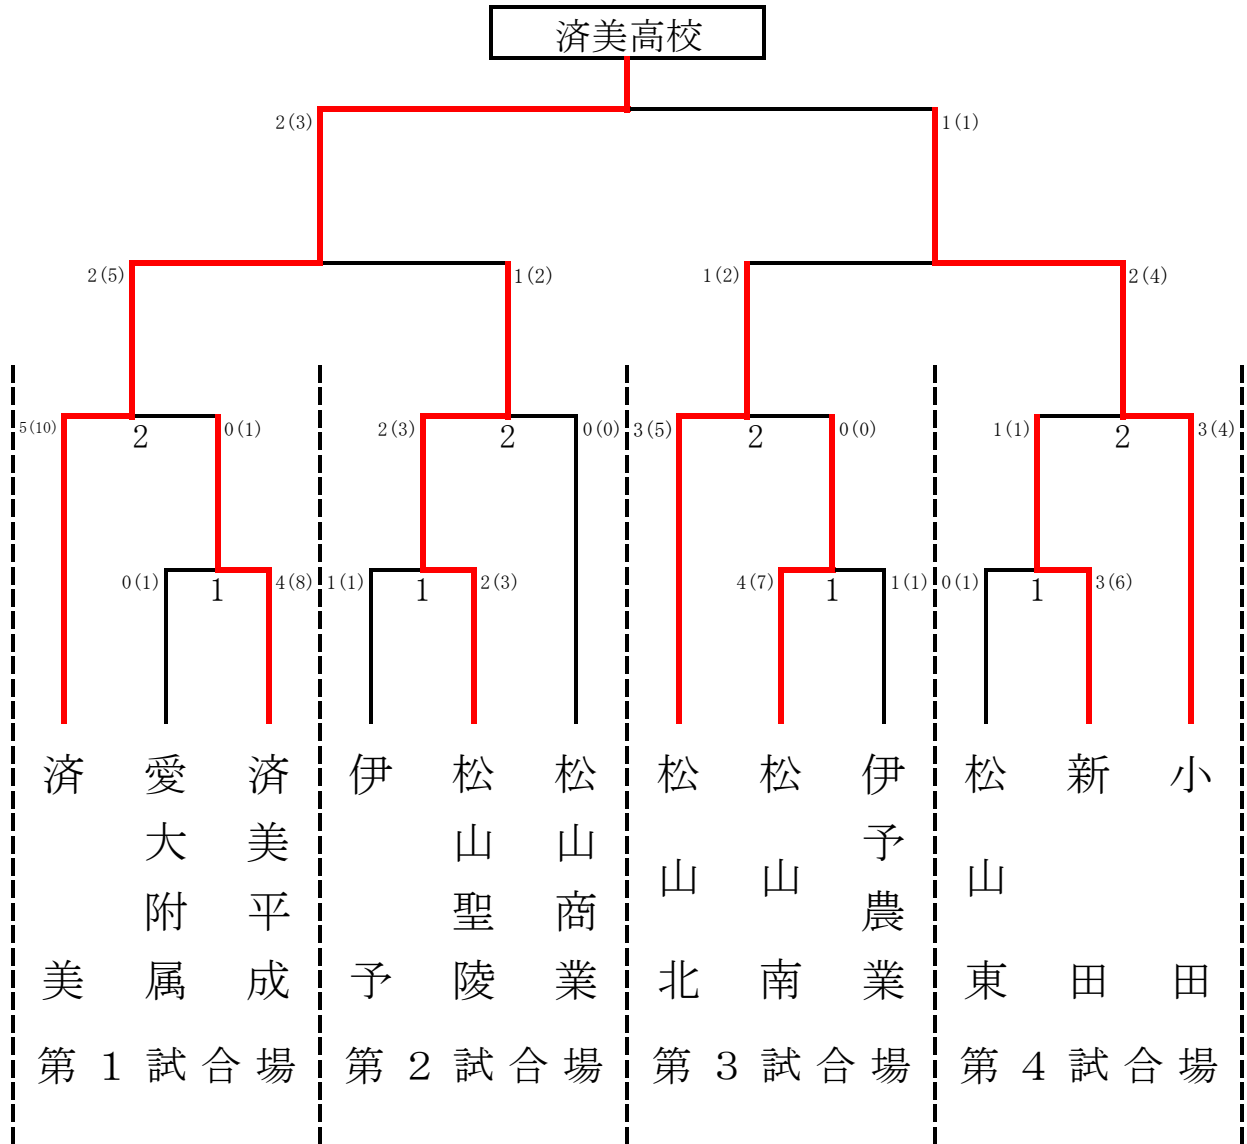 済美高校
2(3)
1(1)
2(5)
1(2)
1(2)
2(4)
5(10)
2
0(1)
2(3)
2
0(0)
3(5)
2
0(0)
1(1)
2
3(4)
0(1)
1
4(8)
1(1)
1
2(3)
4(7)
1
1(1)
0(1)
1
3(6)
済美
愛大附属
済美平成
伊予
松山聖陵
松山商業
松山北
松山南
伊予農業
松山東
新田
小田
第1試合場
第2試合場
第3試合場
第4試合場